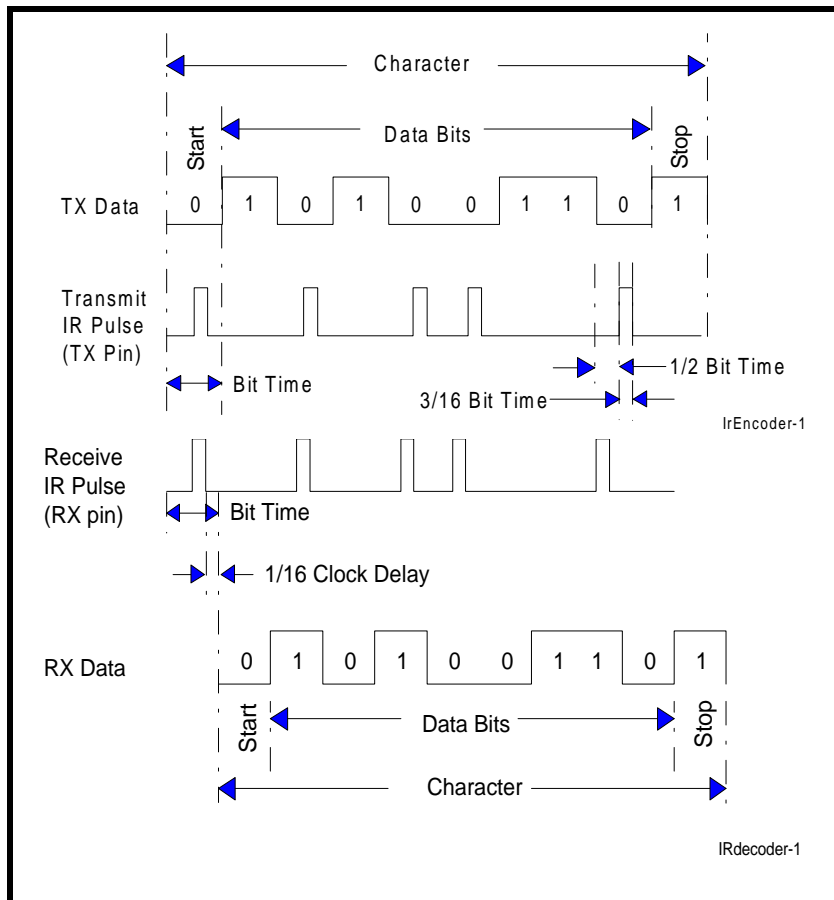 Character
Start
Data Bits
Stop
TX Data
0 1 0 1 0 0 1 1 0 1
Transmit
IR Pulse
(TX Pin)
Bit Time
1/2 Bit Time
3/16 Bit Time
IrEncoder-1
Receive
IR Pulse
(RX pin)
Bit Time
1/16 Clock Delay
RX Data
0 1 0 1 0 0 1 1 0 1
Start
Data Bits
Stop
Character
IRdecoder-1